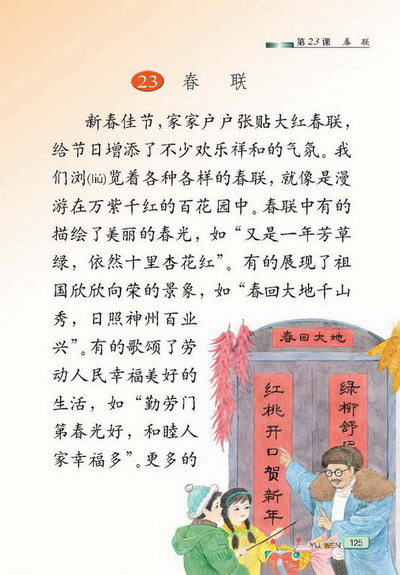 第23课 春 联
23 春 联
新春佳节，家家户户张贴大红春联，
给节日增添了不少欢乐祥和的气氛。我
们浏(liú)览着各种各样的春联，就像是漫
游在万紫千红的百花园中。春联中有的
描绘了美丽的春光，如“又是一年芳草
绿，依然十里杏花红”。有的展现了祖
国欣欣向荣的景象，如“春回大地千山
秀，日照神州百业
兴”。有的歌颂了劳
动人民幸福美好的
生活，如“勤劳门
第春光好，和睦人
家幸福多”。更多的
春回大地
绿柳舒
红桃开口贺新年
YU WEN 125